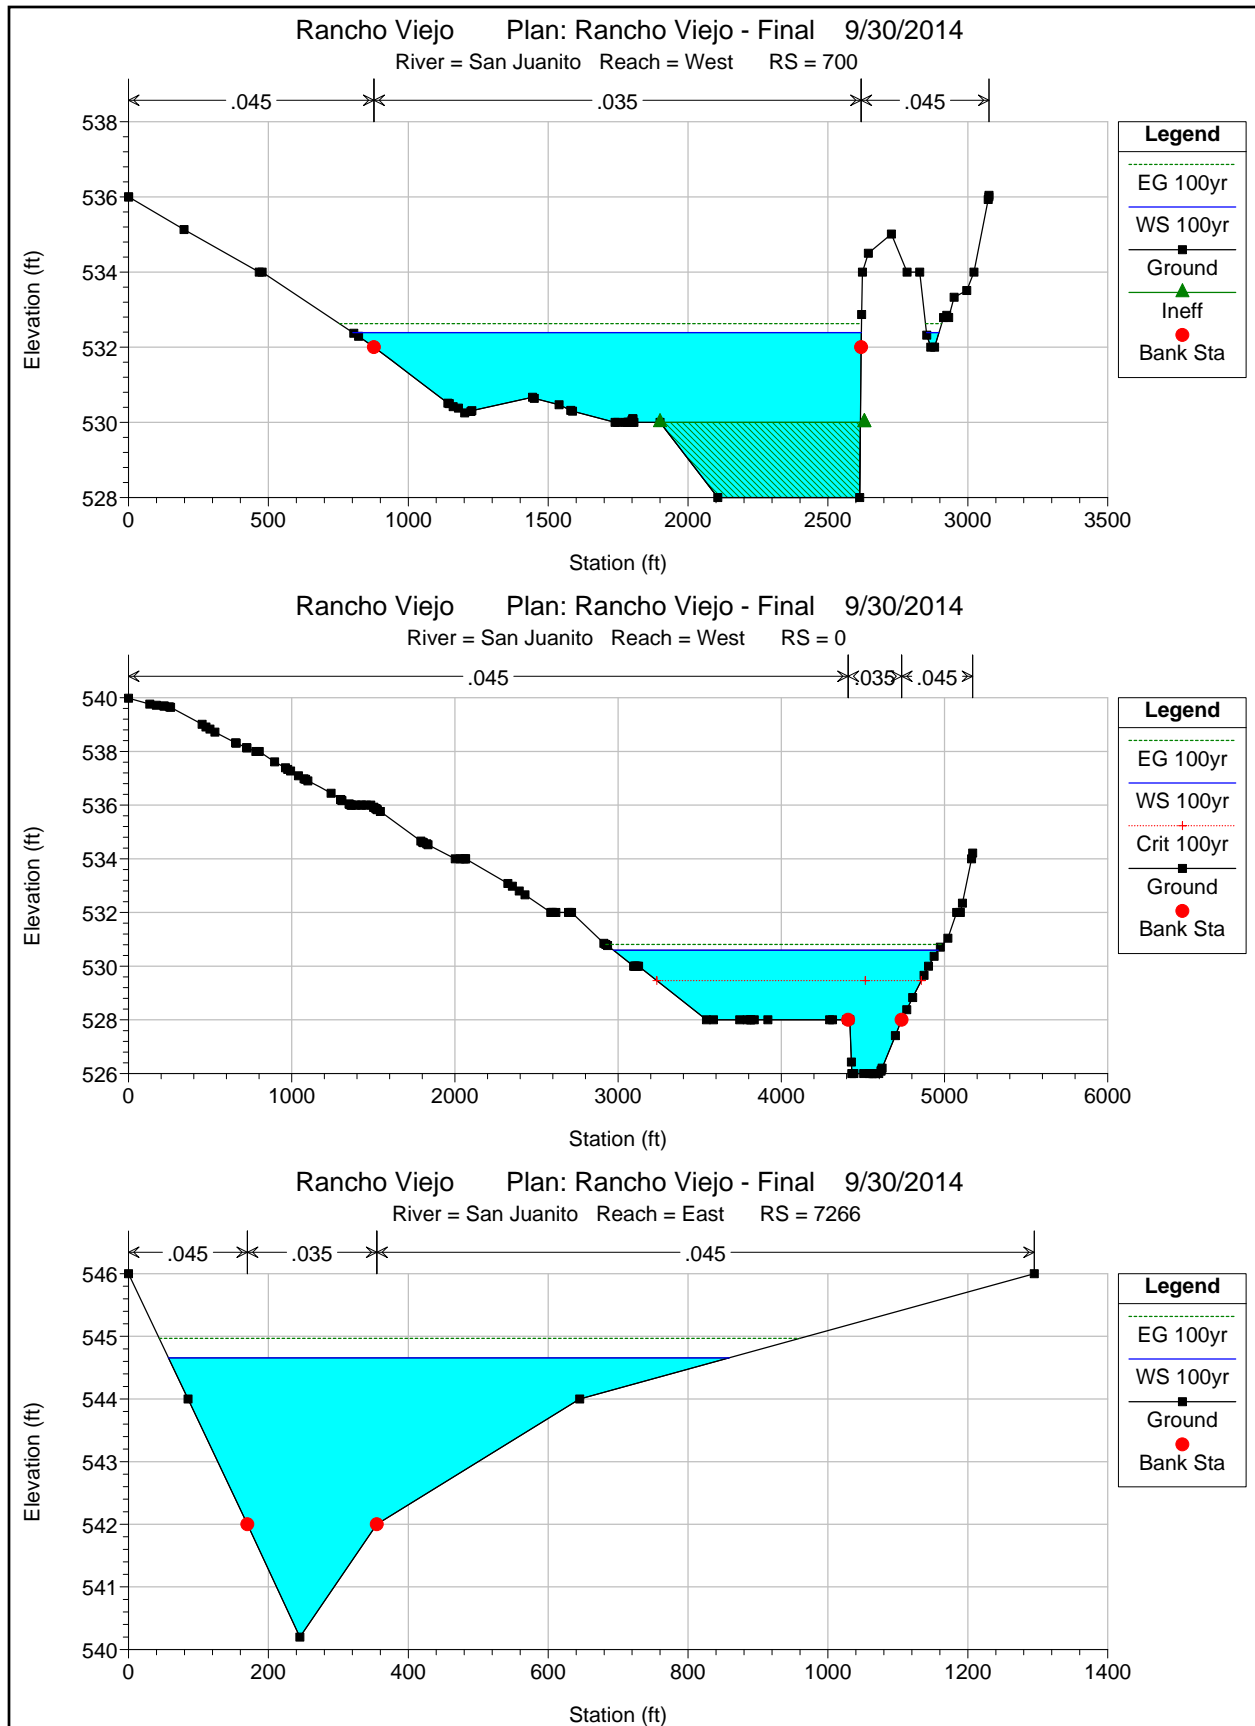 Rancho Viejo Plan: Rancho Viejo - Final 9/30/2014
River = San Juanito Reach = West RS = 700
.045 .035 .045
538
536
534
532
530
528
Elevation (ft)
0 500 1000 1500 2000 2500 3000 3500
Station (ft)
Legend
EG 100yr
WS 100yr
Ground
Ineff
Bank Sta
Rancho Viejo Plan: Rancho Viejo - Final 9/30/2014
River = San Juanito Reach = West RS = 0
.045 .035 .045
540
538
536
534
532
530
528
526
Elevation (ft)
0 1000 2000 3000 4000 5000 6000
Station (ft)
Legend
EG 100yr
WS 100yr
Crit 100yr
Ground
Bank Sta
Rancho Viejo Plan: Rancho Viejo - Final 9/30/2014
River = San Juanito Reach = East RS = 7266
.045 .035 .045
546
545
544
543
542
541
540
Elevation (ft)
0 200 400 600 800 1000 1200 1400
Station (ft)
Legend
EG 100yr
WS 100yr
Ground
Bank Sta